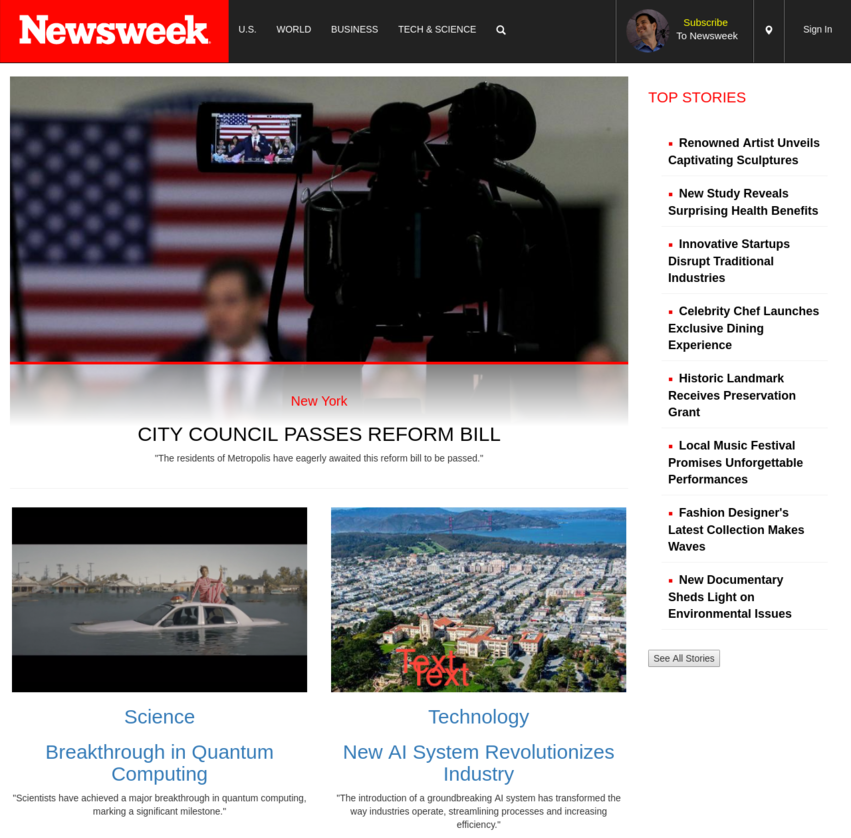 Newsweek
U.S.
WORLD
BUSINESS
TECH & SCIENCE
Subscribe
To Newsweek
Sign In
New York
CITY COUNCIL PASSES REFORM BILL
"The residents of Metropolis have eagerly awaited this reform bill to be passed."
Text
Text
Science
Breakthrough in Quantum
Computing
"Scientists have achieved a major breakthrough in quantum computing,
marking a significant milestone."
Technology
New AI System Revolutionizes
Industry
"The introduction of a groundbreaking AI system has transformed the
way industries operate, streamlining processes and increasing
efficiency."
TOP STORIES
Renowned Artist Unveils
Captivating Sculptures
New Study Reveals
Surprising Health Benefits
Innovative Startups
Disrupt Traditional
Industries
Celebrity Chef Launches
Exclusive Dining
Experience
Historic Landmark
Receives Preservation
Grant
Local Music Festival
Promises Unforgettable
Performances
Fashion Designer's
Latest Collection Makes
Waves
New Documentary
Sheds Light on
Environmental Issues
See All Stories